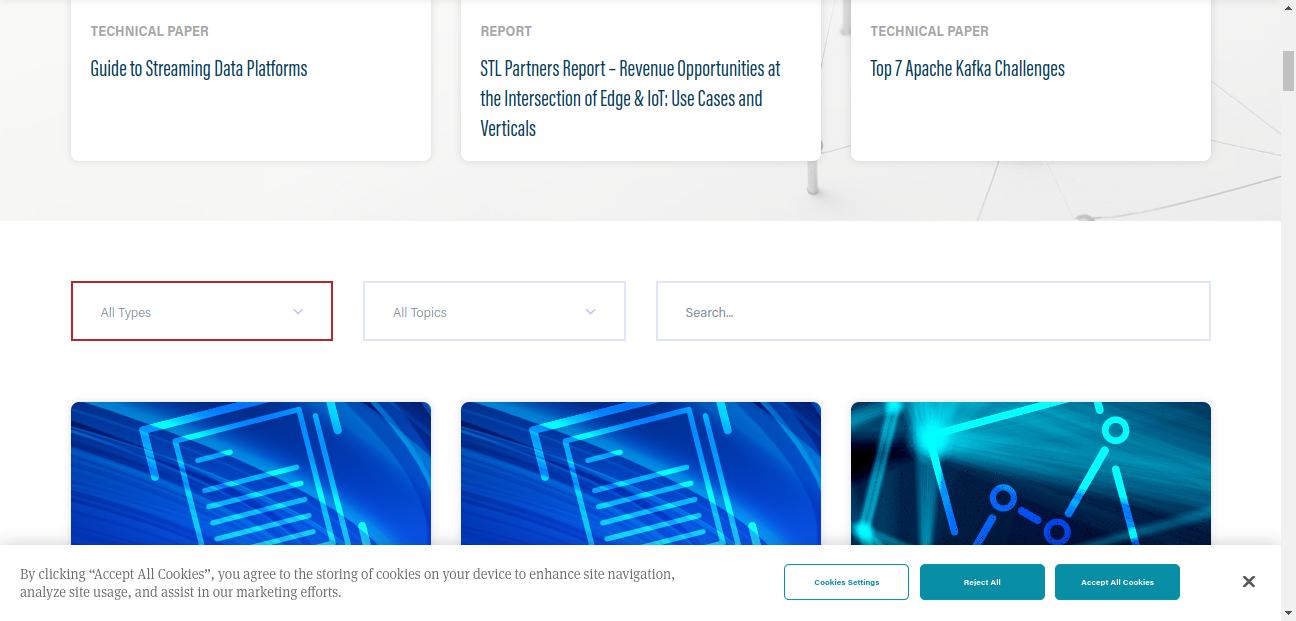 TECHNICAL PAPER
Guide to Streaming Data Platforms
REPORT
STL Partners Report – Revenue Opportunities at
the Intersection of Edge & IoT: Use Cases and
Verticals
TECHNICAL PAPER
Top 7 Apache Kafka Challenges
All Types
All Topics
Search...
By clicking “Accept All Cookies”, you agree to the storing of cookies on your device to enhance site navigation,
analyze site usage, and assist in our marketing efforts.
Cookies Settings
Reject All
Accept All Cookies